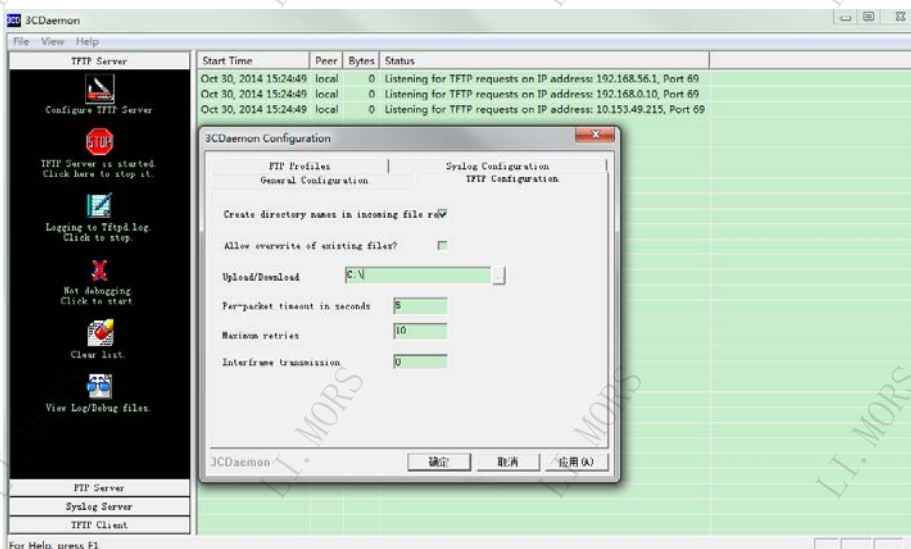 3CDaemon
File View Help
TFTP Server
Start Time Peer Bytes Status
Oct 30, 2014 15:24:49 local 0 Listening for TFTP requests on IP address: 192.168.56.1, Port 69
Oct 30, 2014 15:24:49 local 0 Listening for TFTP requests on IP address: 192.168.0.10, Port 69
Oct 30, 2014 15:24:49 local 0 Listening for TFTP requests on IP address: 10.153.49.215, Port 69
Configure TFTP Server
STOP
TFTP Server is started.
Click here to stop it.
Logging to Tftpd.log.
Click to stop.
Not debugging.
Click to start.
Clear list.
View Log/Debug files.
FTP Server
Syslog Server
TFTP Client
For Help, press F1
3CDaemon Configuration
FTP Profiles
Syslog Configuration
General Configuration
TFTP Configuration
Create directory names in incoming file re
Allow overwrite of existing files?
Upload/Download C:\
...
Per-packet timeout in seconds 5
Maximum retries 10
Interframe transmission 0
3CDaemon
确定 取消 应用(A)
LI. MORS
LI. MORS
LI. MORS